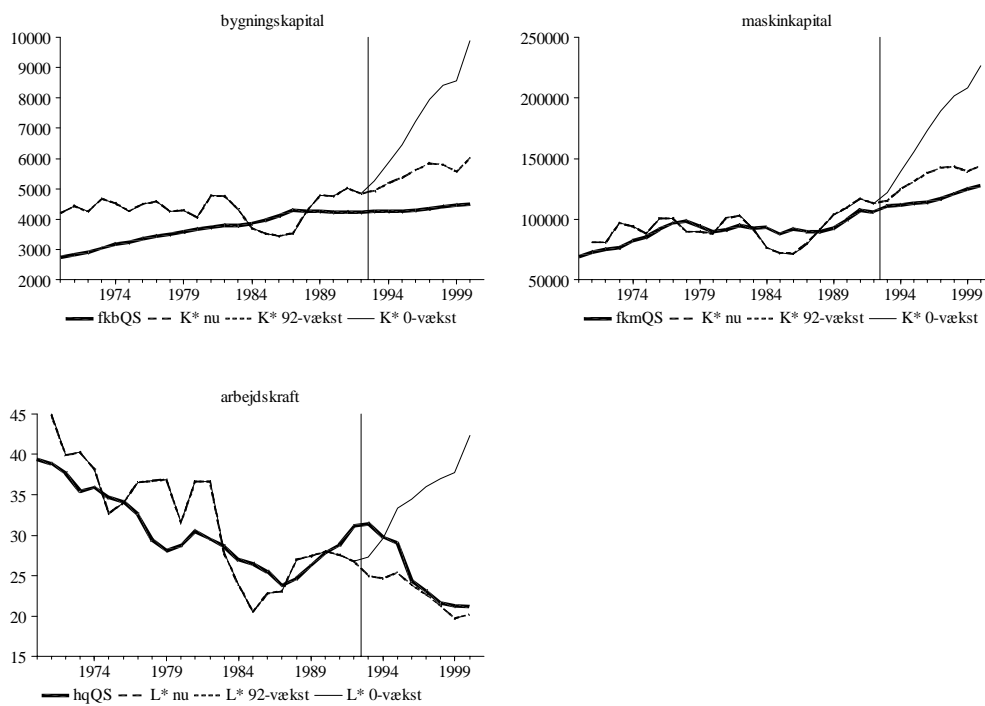 bygningskapital
10000
9000
8000
7000
6000
5000
4000
3000
2000
1974 1979 1984 1989 1994 1999
fkbQS K* nu K* 92-vækst K* 0-vækst
maskinkapital
250000
200000
150000
100000
50000
1974 1979 1984 1989 1994 1999
fkmQS K* nu K* 92-vækst K* 0-vækst
arbejdskraft
45
40
35
30
25
20
15
1974 1979 1984 1989 1994 1999
hqQS L* nu L* 92-vækst L* 0-vækst